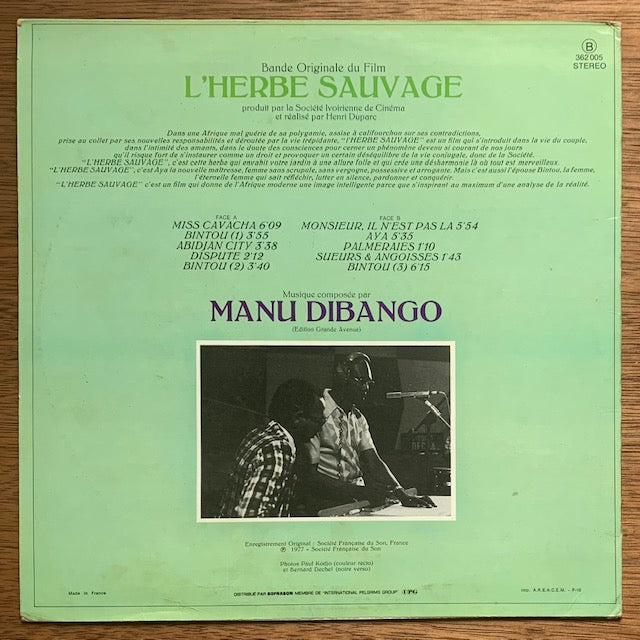 Bande Originale du Film
L'HERBE SAUVAGE
produit par la Société Ivoirienne de Cinéma
et réalisé par Henri Duparc
B
362 005
STEREO
Dans une Afrique mal guérie de sa polygamie, assise à califourchon sur ses contradictions,
prise au collet par ses nouvelles responsabilités et déroutée par la vie trépidante, "l'HERBE SAUVAGE" est un film qui s'introduit dans la vie du couple,
dans l'intimité des amants, dans le doute des consciences pour cerner un phénomène devenu si courant de nos jours
qu'il risque fort de s'instaurer comme un droit et provoquer un certain déséquilibre de la vie conjugale, donc de la Société.
"L'HERBE SAUVAGE", c'est cette herbe qui envahit votre jardin à une allure folle et qui crée une désharmonie là où tout est merveilleux.
"L'HERBE SAUVAGE", c'est Aya la nouvelle maîtresse, femme sans scrupule, sans vergogne, possessive et arrogante. Mais c'est aussi l'épouse Bintou, la femme,
l'éternelle femme qui sait réfléchir, lutter en silence, pardonner et conquérir.
"L'HERBE SAUVAGE" c'est un film qui donne de l'Afrique moderne une image intelligente parce que s'inspirant au maximum d'une analyse de la réalité.
FACE A
MISS CAVACHA 6'09
BINTOU (1) 3'55
ABIDJAN CITY 3'38
DISPUTE 2'12
BINTOU (2) 3'40
FACE B
MONSIEUR, IL N'EST PAS LA 5'54
AYA 5'35
PALMERAIES 1'10
SUEURS & ANGOISSES 1'43
BINTOU (3) 6'15
Musique composée par
MANU DIBANGO
(Edition Grande Avenue)
DECCA
Enregistrement Original : Société Française du Son, France
℗ 1977 - Société Française du Son
Photos Paul Kodjo (couleur recto)
et Bernard Dechet (noire verso)
Made in France
DISTRIBUÉ PAR SOFRASON MEMBRE DE "INTERNATIONAL PELGRIMS GROUP" IPG
Imp. A.R.E.A.C.E.M. - P-10